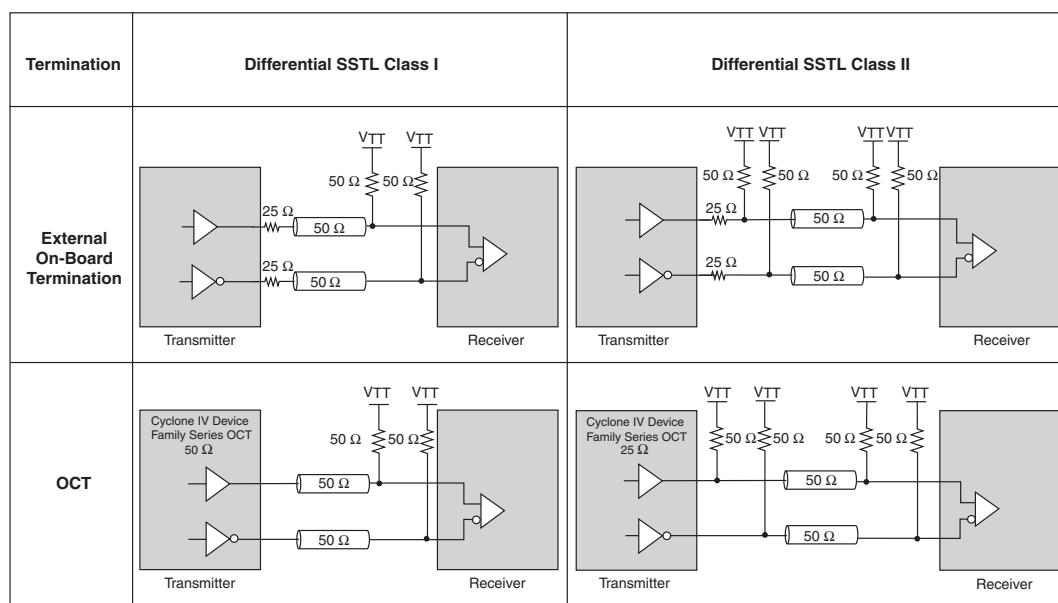 Termination
Differential SSTL Class I
Differential SSTL Class II
External
On-Board
Termination
VTT VTT
50 Ω 50 Ω
25 Ω
50 Ω
25 Ω
50 Ω
Transmitter
Receiver
VTT VTT VTT VTT
50 Ω 50 Ω 50 Ω 50 Ω
25 Ω
50 Ω
25 Ω
50 Ω
Transmitter
Receiver
OCT
Cyclone IV Device
Family Series OCT
50 Ω
VTT VTT
50 Ω 50 Ω
50 Ω
50 Ω
Transmitter
Receiver
Cyclone IV Device
Family Series OCT
25 Ω
VTT VTT VTT VTT
50 Ω 50 Ω 50 Ω 50 Ω
50 Ω
50 Ω
Transmitter
Receiver